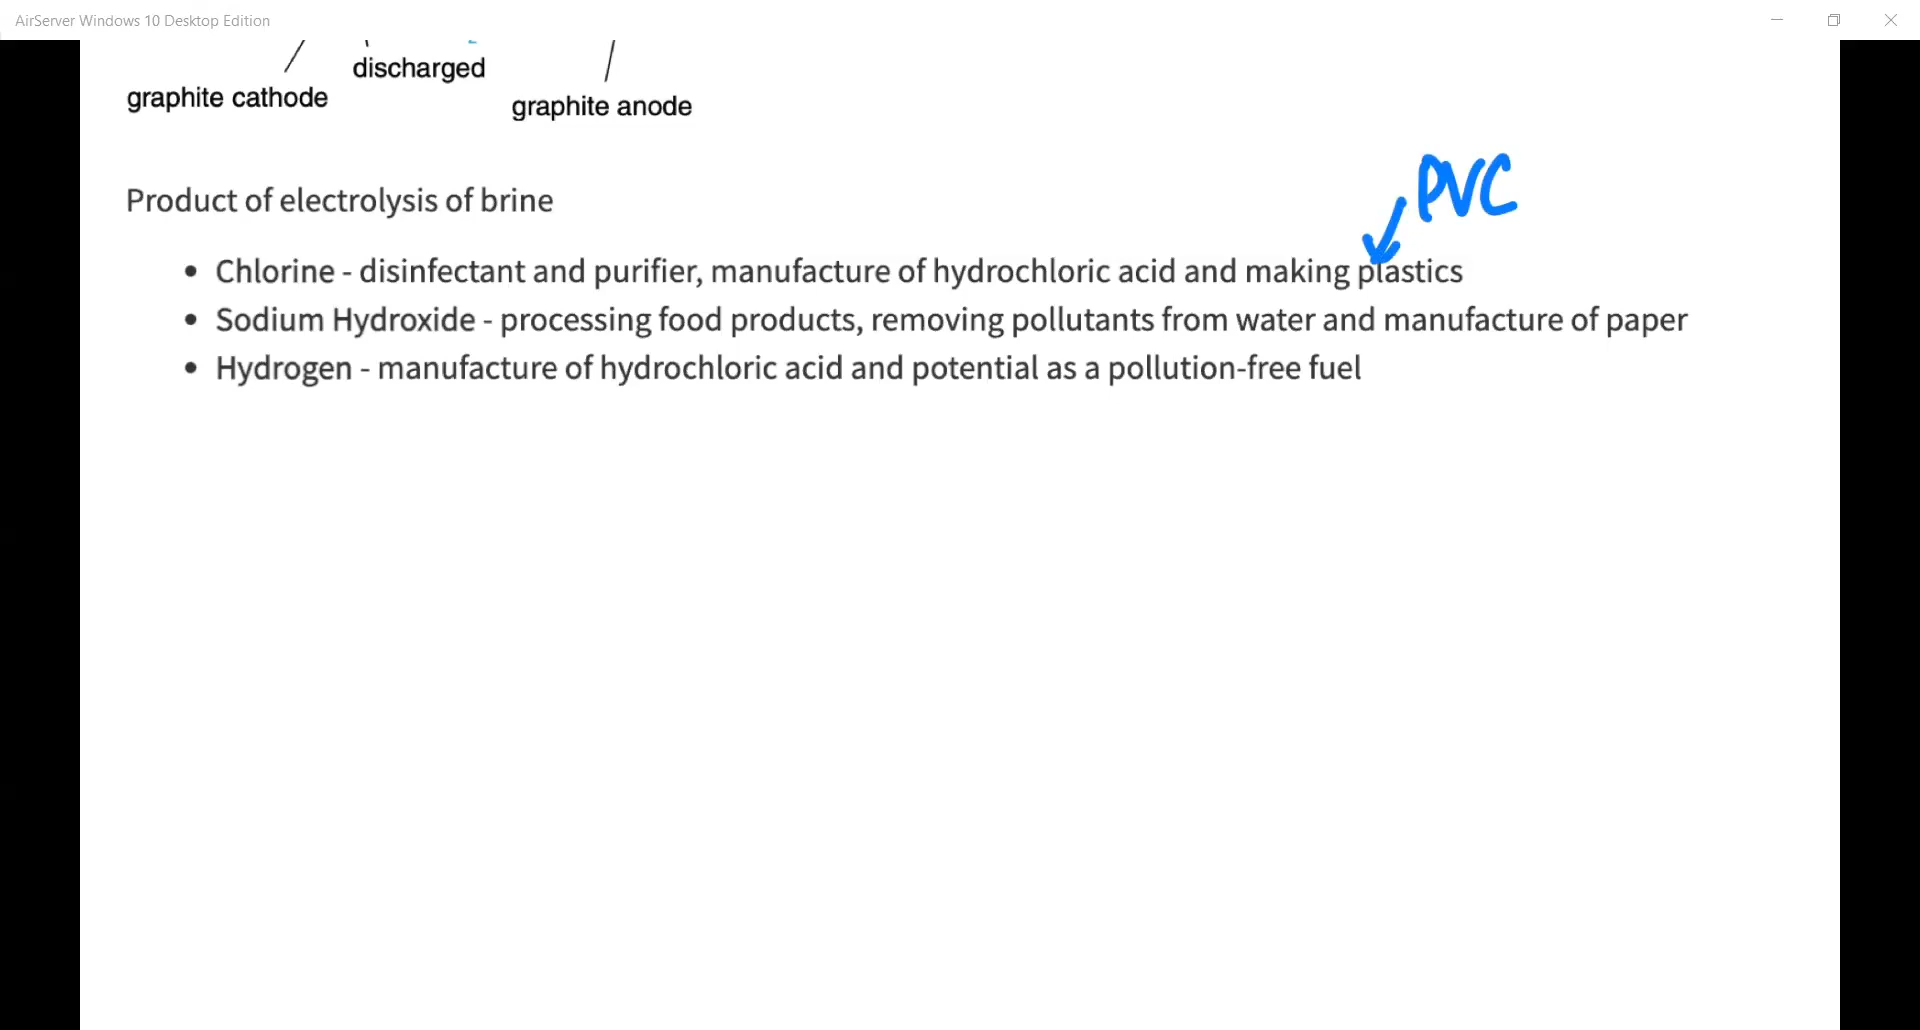 AirServer Windows 10 Desktop Edition
discharged
graphite cathode
graphite anode
PVC
Product of electrolysis of brine
• Chlorine - disinfectant and purifier, manufacture of hydrochloric acid and making plastics
• Sodium Hydroxide - processing food products, removing pollutants from water and manufacture of paper
• Hydrogen - manufacture of hydrochloric acid and potential as a pollution-free fuel